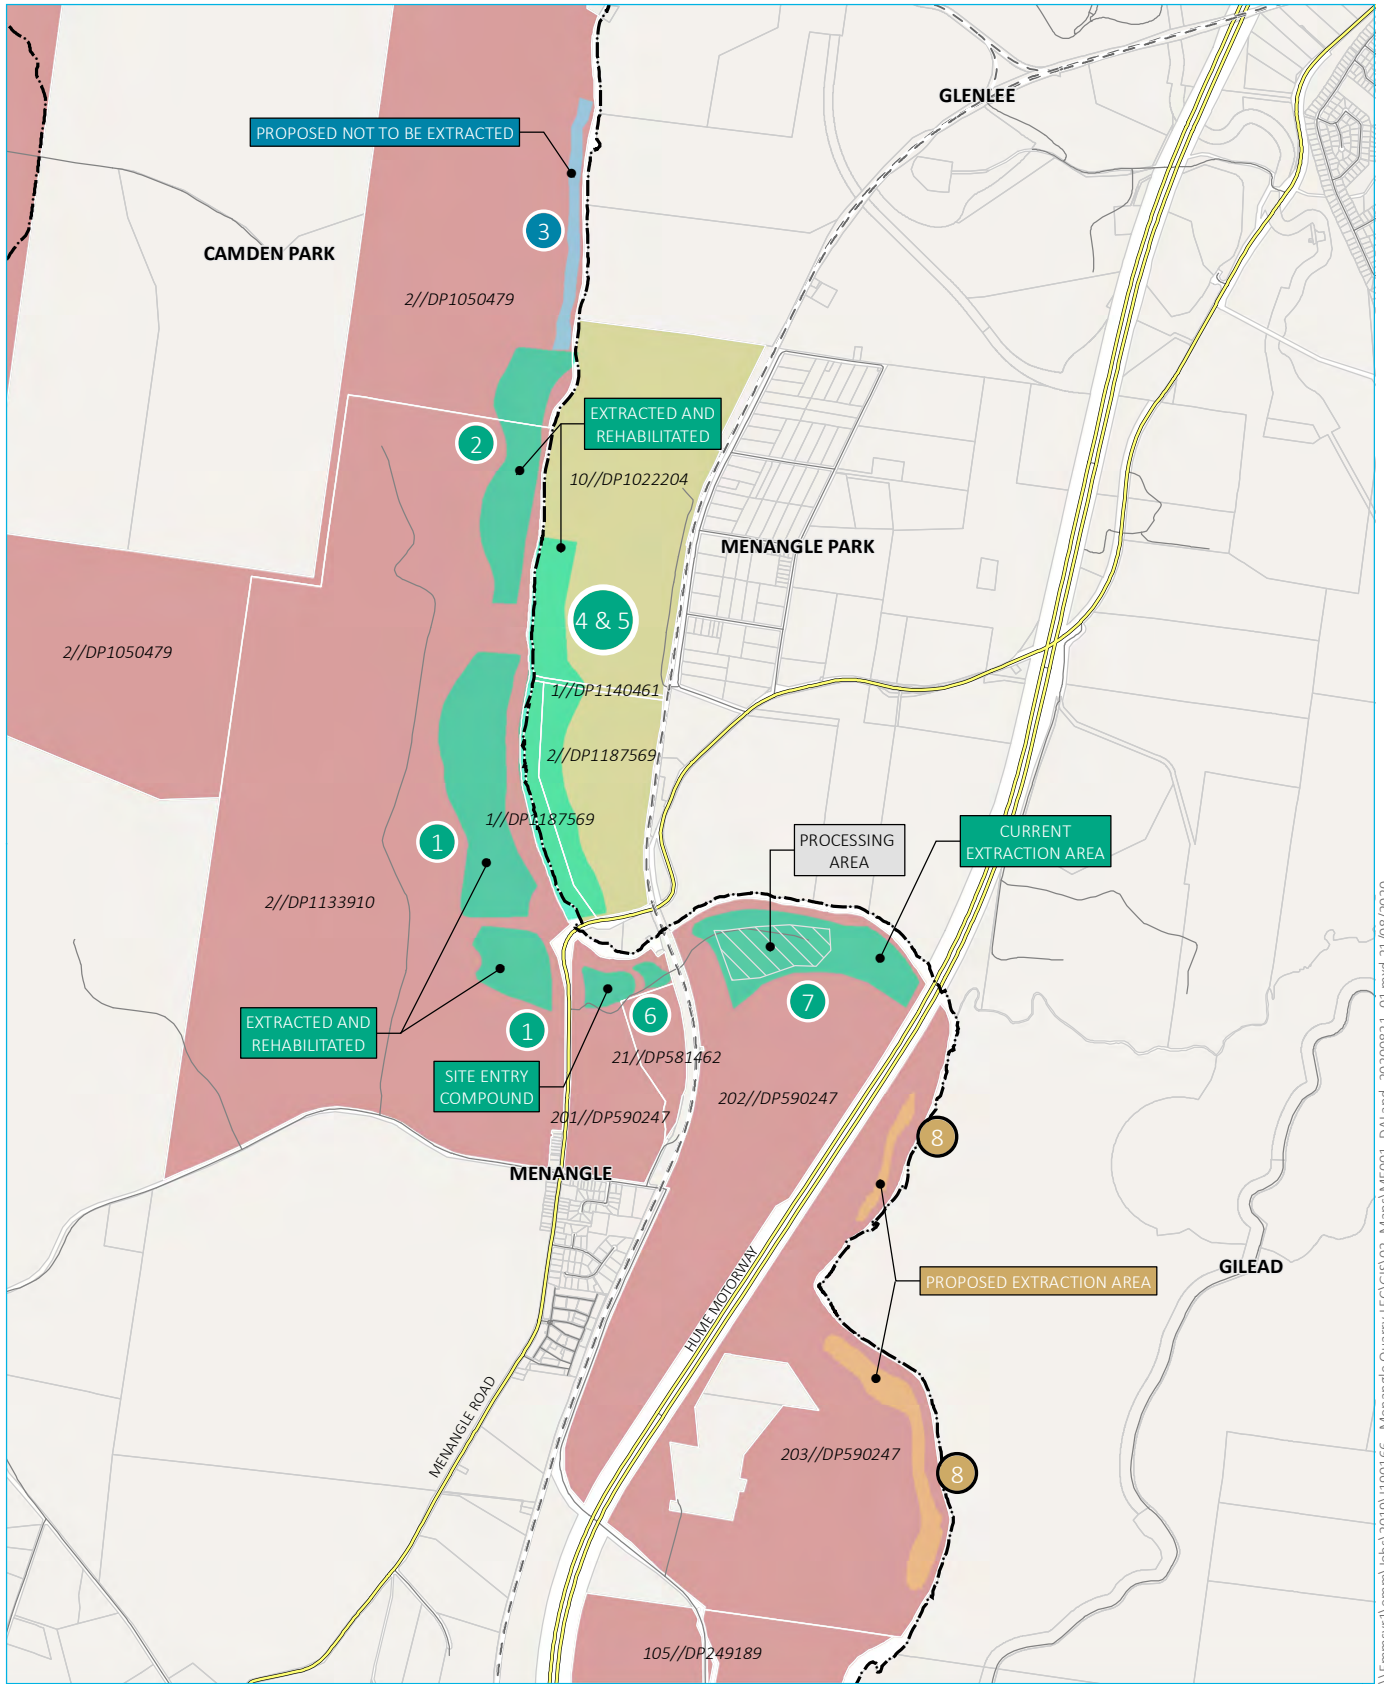 GLENLEE
PROPOSED NOT TO BE EXTRACTED
3
CAMDEN PARK
2//DP1050479
EXTRACTED AND
REHABILITATED
2
10//DP1022204
MENANGLE PARK
4 & 5
2//DP1050479
1//DP1140461
2//DP1187569
1//DP1187569
1
PROCESSING
AREA
CURRENT
EXTRACTION AREA
2//DP1133910
7
6
1
EXTRACTED AND
REHABILITATED
SITE ENTRY
COMPOUND
21//DP581462
201//DP590247
202//DP590247
8
MENANGLE
GILEAD
PROPOSED EXTRACTION AREA
HUME MOTORWAY
MENANGLE ROAD
203//DP590247
8
105//DP249189